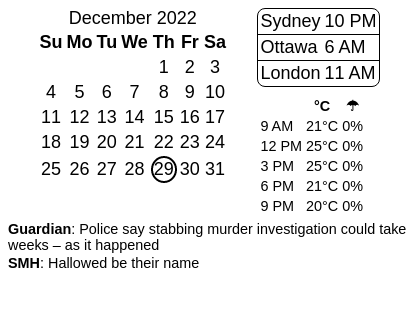 December 2022
Su Mo Tu We Th Fr Sa
1 2 3
4 5 6 7 8 9 10
11 12 13 14 15 16 17
18 19 20 21 22 23 24
25 26 27 28 29 30 31
Sydney 10 PM
Ottawa 6 AM
London 11 AM
°C ☂
9 AM 21°C 0%
12 PM 25°C 0%
3 PM 25°C 0%
6 PM 21°C 0%
9 PM 20°C 0%
Guardian: Police say stabbing murder investigation could take
weeks – as it happened
SMH: Hallowed be their name